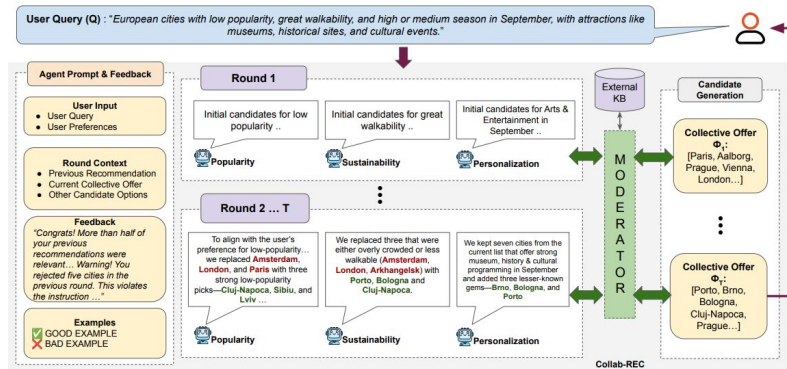 User Query (Q) : "European cities with low popularity, great walkability, and high or medium season in September, with attractions like
museums, historical sites, and cultural events."
Agent Prompt & Feedback
User Input
● User Query
● User Preferences
Round Context
● Previous Recommendation
● Current Collective Offer
● Other Candidate Options
Feedback
"Congrats! More than half of
your previous
recommendations were
relevant... Warning! You
rejected five cities in the
previous round. This violates
the instruction ..."
Examples
✅ GOOD EXAMPLE
❌ BAD EXAMPLE
Round 1
Initial candidates for low
popularity ..
Popularity
Initial candidates for great
walkability ..
Sustainability
Initial candidates for Arts &
Entertainment in
September ..
Personalization
Round 2 ... T
To align with the user's
preference for low-popularity...
we replaced Amsterdam,
London, and Paris with three
strong low-popularity
picks—Cluj-Napoca, Sibiu, and
Lviv ...
Popularity
We replaced three that were
either overly crowded or less
walkable (Amsterdam,
London, Arkhangelsk) with
Porto, Bologna and
Cluj-Napoca.
Sustainability
We kept seven cities from the
current list that offer strong
museum, history & cultural
programming in September
and added three lesser-known
gems—Brno, Bologna, and
Porto
Personalization
External
KB
MODERATOR
Collab-REC
Candidate
Generation
Collective Offer
Φ₁:
[Paris, Aalborg,
Prague, Vienna,
London...]
Collective Offer
Φₜ:
[Porto, Brno,
Bologna,
Cluj-Napoca,
Prague...]